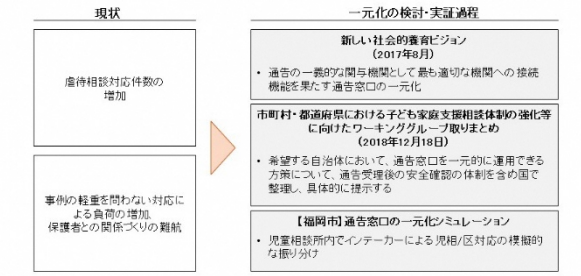 現状
一元化の検討・実証過程
虐待相談対応件数の
増加
事例の軽重を問わない対応に
よる負荷の増加、
保護者との関係づくりの難航
新しい社会的養育ビジョン
（2017年8月）
• 通告の一義的な関与機関として最も適切な機関への接続
機能を果たす通告窓口の一元化
市町村・都道府県における子ども家庭支援相談体制の強化等
に向けたワーキンググループ取りまとめ
（2018年12月18日）
• 希望する自治体において、通告窓口を一元的に運用できる
方策について、通告受理後の安全確認の体制を含め国で
整理し、具体的に提示する
【福岡市】通告窓口の一元化シミュレーション
• 児童相談所内でインテーカーによる児相/区対応の模擬的
な振り分け